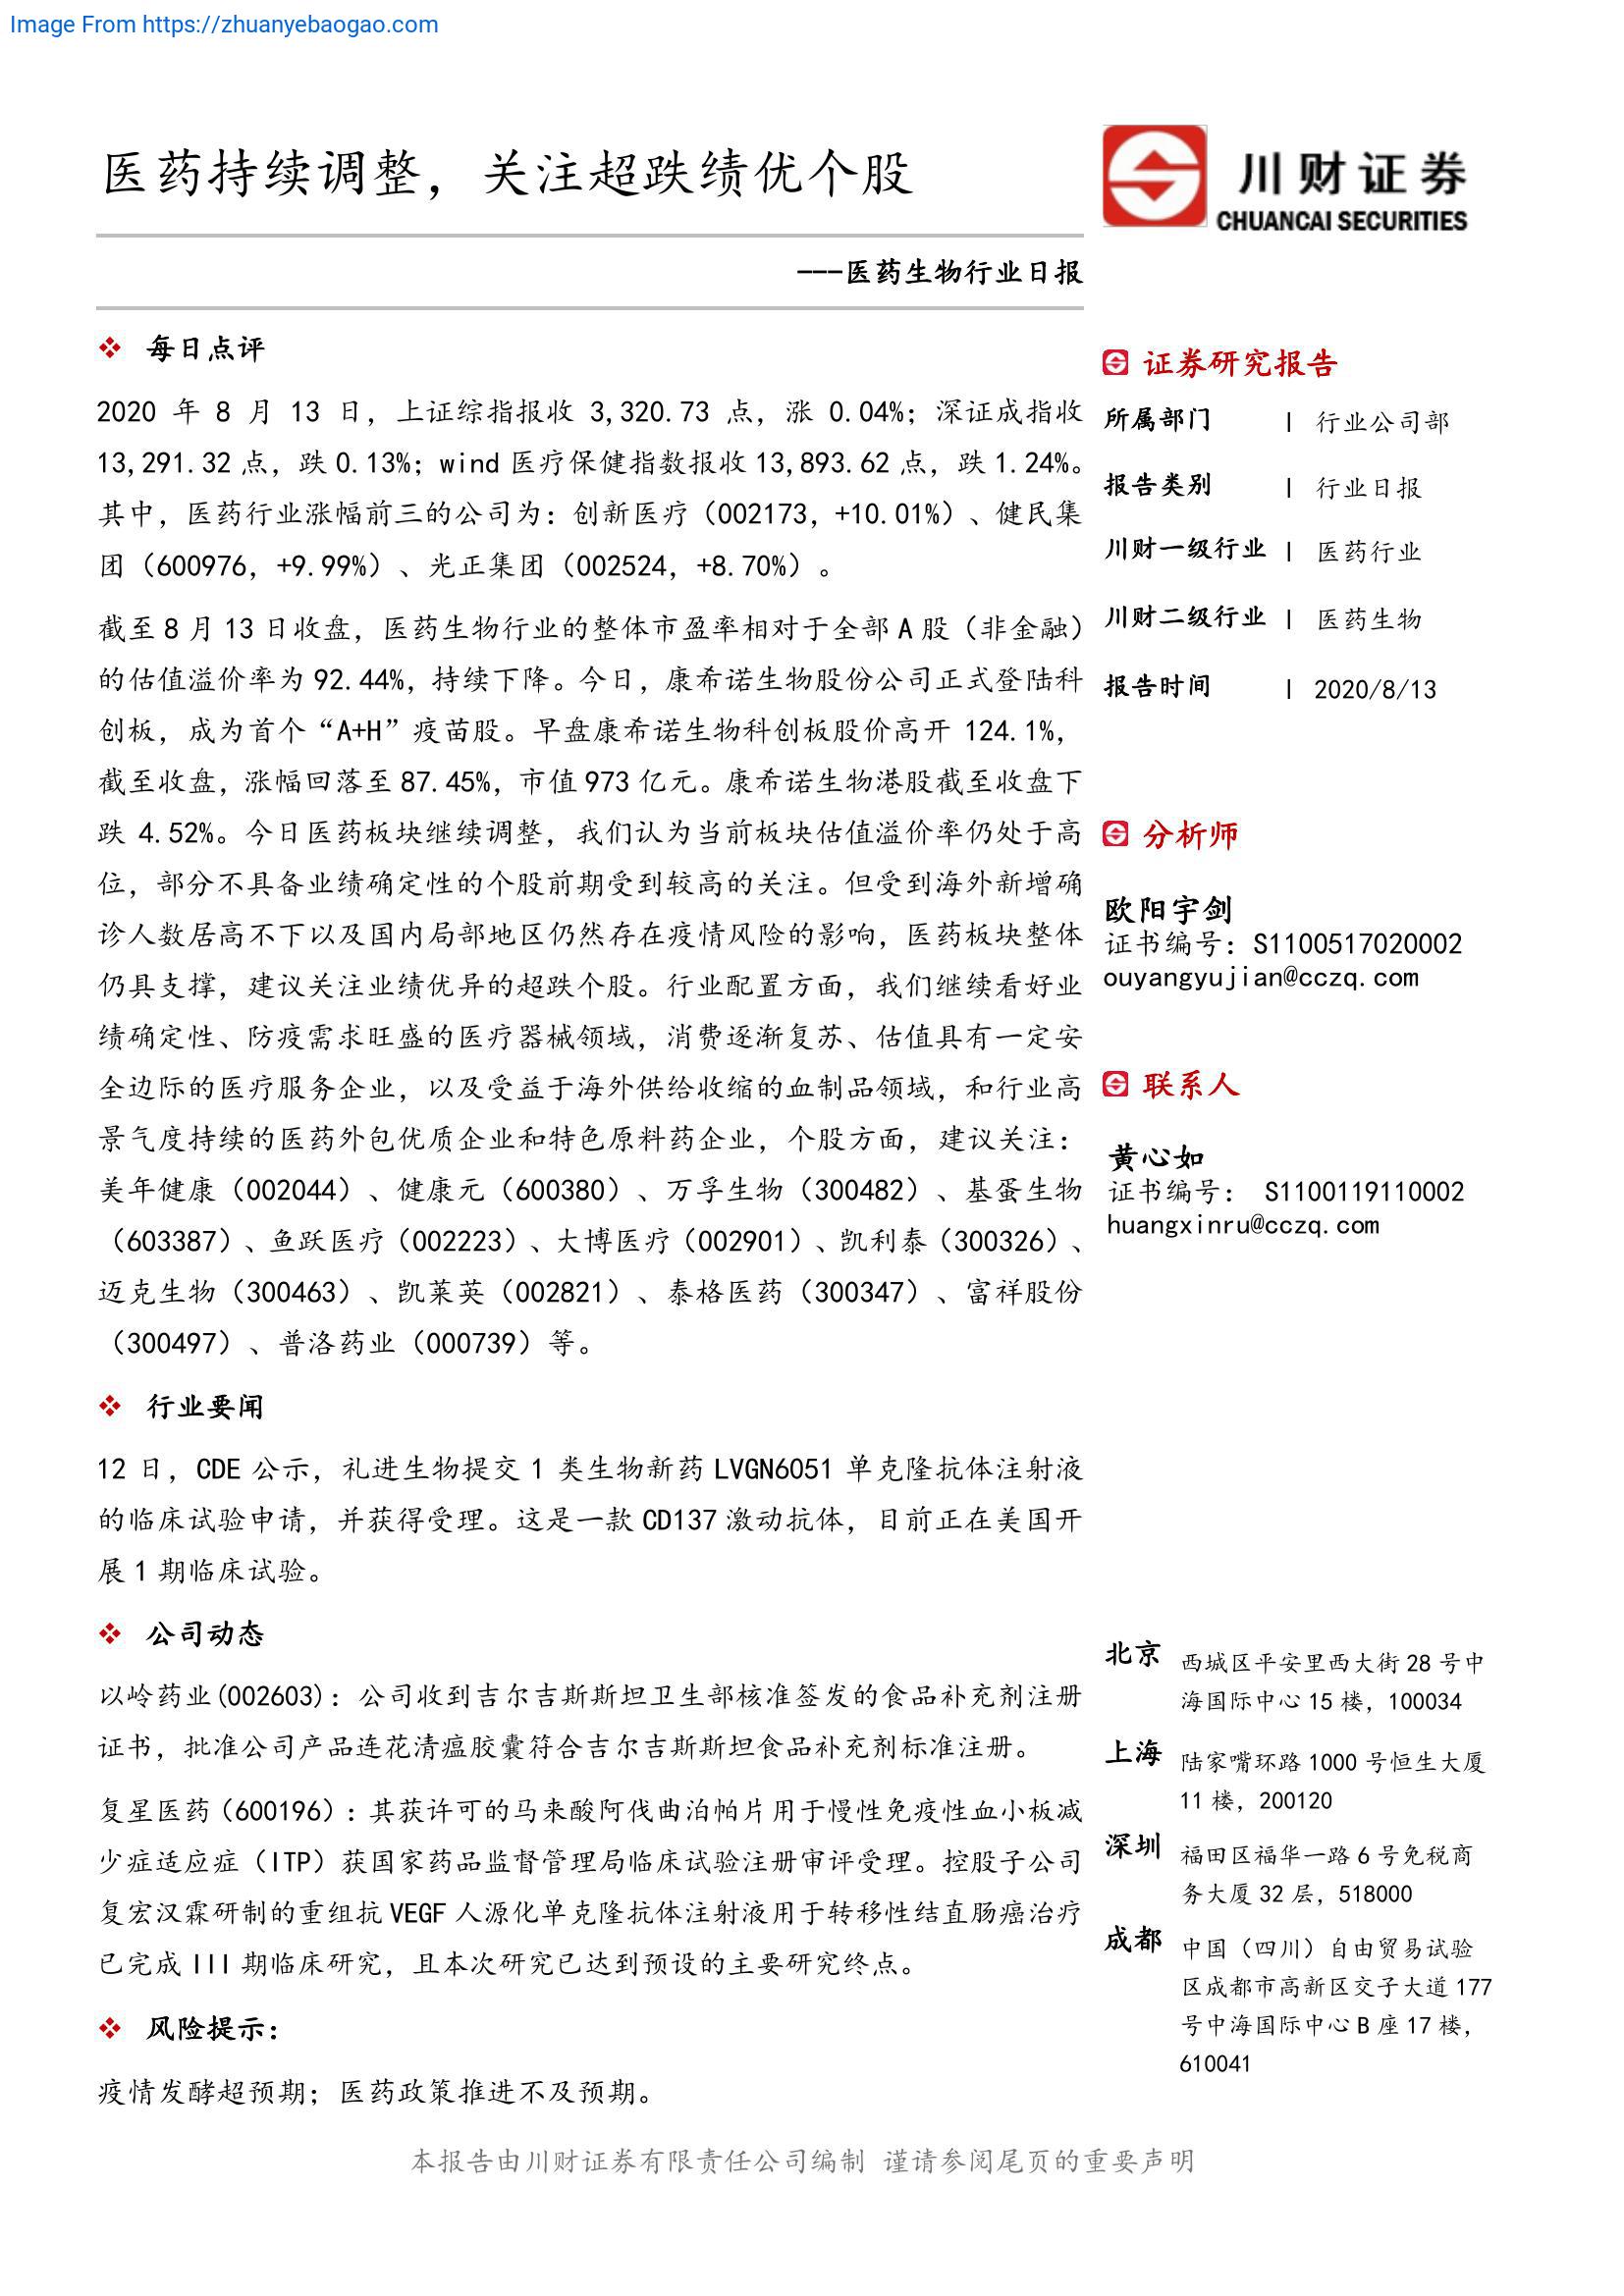 Image From https://zhuanyebaogao.com
医药持续调整，关注超跌绩优个股
川财证券
CHUANCAI SECURITIES
---医药生物行业日报
每日点评
2020 年 8 月 13 日，上证综指报收 3,320.73 点，涨 0.04%；深证成指收
13,291.32 点，跌 0.13%；wind 医疗保健指数报收 13,893.62 点，跌 1.24%。
其中，医药行业涨幅前三的公司为：创新医疗（002173，+10.01%）、健民集
团（600976，+9.99%）、光正集团（002524，+8.70%）。
截至 8 月 13 日收盘，医药生物行业的整体市盈率相对于全部 A 股（非金融）
的估值溢价率为 92.44%，持续下降。今日，康希诺生物股份公司正式登陆科
创板，成为首个“A+H”疫苗股。早盘康希诺生物科创板股价高开 124.1%，
截至收盘，涨幅回落至 87.45%，市值 973 亿元。康希诺生物港股截至收盘下
跌 4.52%。今日医药板块继续调整，我们认为当前板块估值溢价率仍处于高
位，部分不具备业绩确定性的个股前期受到较高的关注。但受到海外新增确
诊人数居高不下以及国内局部地区仍然存在疫情风险的影响，医药板块整体
仍具支撑，建议关注业绩优异的超跌个股。行业配置方面，我们继续看好业
绩确定性、防疫需求旺盛的医疗器械领域，消费逐渐复苏、估值具有一定安
全边际的医疗服务企业，以及受益于海外供给收缩的血制品领域，和行业高
景气度持续的医药外包优质企业和特色原料药企业，个股方面，建议关注：
美年健康（002044）、健康元（600380）、万孚生物（300482）、基蛋生物
（603387）、鱼跃医疗（002223）、大博医疗（002901）、凯利泰（300326）、
迈克生物（300463）、凯莱英（002821）、泰格医药（300347）、富祥股份
（300497）、普洛药业（000739）等。
行业要闻
12 日，CDE 公示，礼进生物提交 1 类生物新药 LVGN6051 单克隆抗体注射液
的临床试验申请，并获得受理。这是一款 CD137 激动抗体，目前正在美国开
展 1 期临床试验。
公司动态
以岭药业(002603)：公司收到吉尔吉斯斯坦卫生部核准签发的食品补充剂注册
证书，批准公司产品连花清瘟胶囊符合吉尔吉斯斯坦食品补充剂标准注册。
复星医药（600196）：其获许可的马来酸阿伐曲泊帕片用于慢性免疫性血小板减
少症适应症（ITP）获国家药品监督管理局临床试验注册审评受理。控股子公司
复宏汉霖研制的重组抗 VEGF 人源化单克隆抗体注射液用于转移性结直肠癌治疗
已完成 III 期临床研究，且本次研究已达到预设的主要研究终点。
风险提示：
疫情发酵超预期；医药政策推进不及预期。
证券研究报告
所属部门 | 行业公司部
报告类别 | 行业日报
川财一级行业 | 医药行业
川财二级行业 | 医药生物
报告时间 | 2020/8/13
分析师
欧阳宇剑
证书编号：S1100517020002
ouyangyujian@cczq.com
联系人
黄心如
证书编号： S1100119110002
huangxinru@cczq.com
北京 西城区平安里西大街 28 号中
海国际中心 15 楼，100034
上海 陆家嘴环路 1000 号恒生大厦
11 楼，200120
深圳 福田区福华一路 6 号免税商
务大厦 32 层，518000
成都 中国（四川）自由贸易试验
区成都市高新区交子大道 177
号中海国际中心 B 座 17 楼，
610041
本报告由川财证券有限责任公司编制 谨请参阅尾页的重要声明